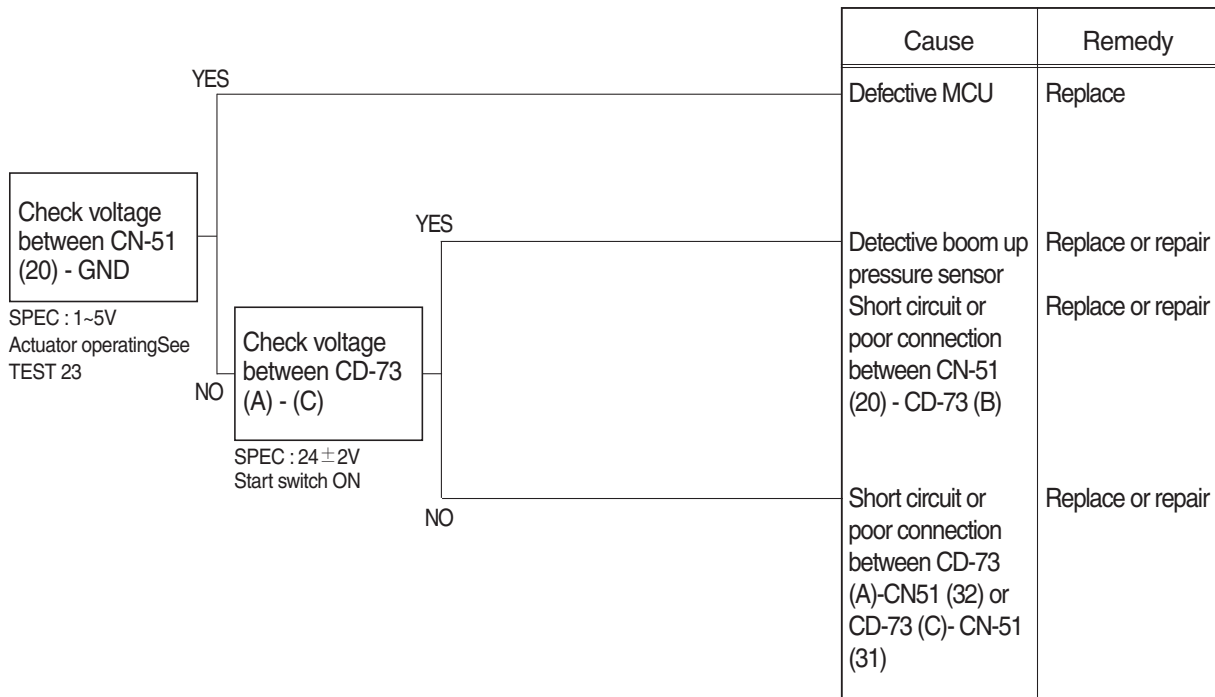 Cause
Remedy
YES
Defective MCU
Replace
Check voltage
between CN-51
(20) - GND
SPEC : 1~5V
Actuator operatingSee
TEST 23
YES
Detective boom up
pressure sensor
Replace or repair
Short circuit or
poor connection
between CN-51
(20) - CD-73 (B)
Replace or repair
NO
Check voltage
between CD-73
(A) - (C)
SPEC : 24±2V
Start switch ON
NO
Short circuit or
poor connection
between CD-73
(A)-CN51 (32) or
CD-73 (C)- CN-51
(31)
Replace or repair